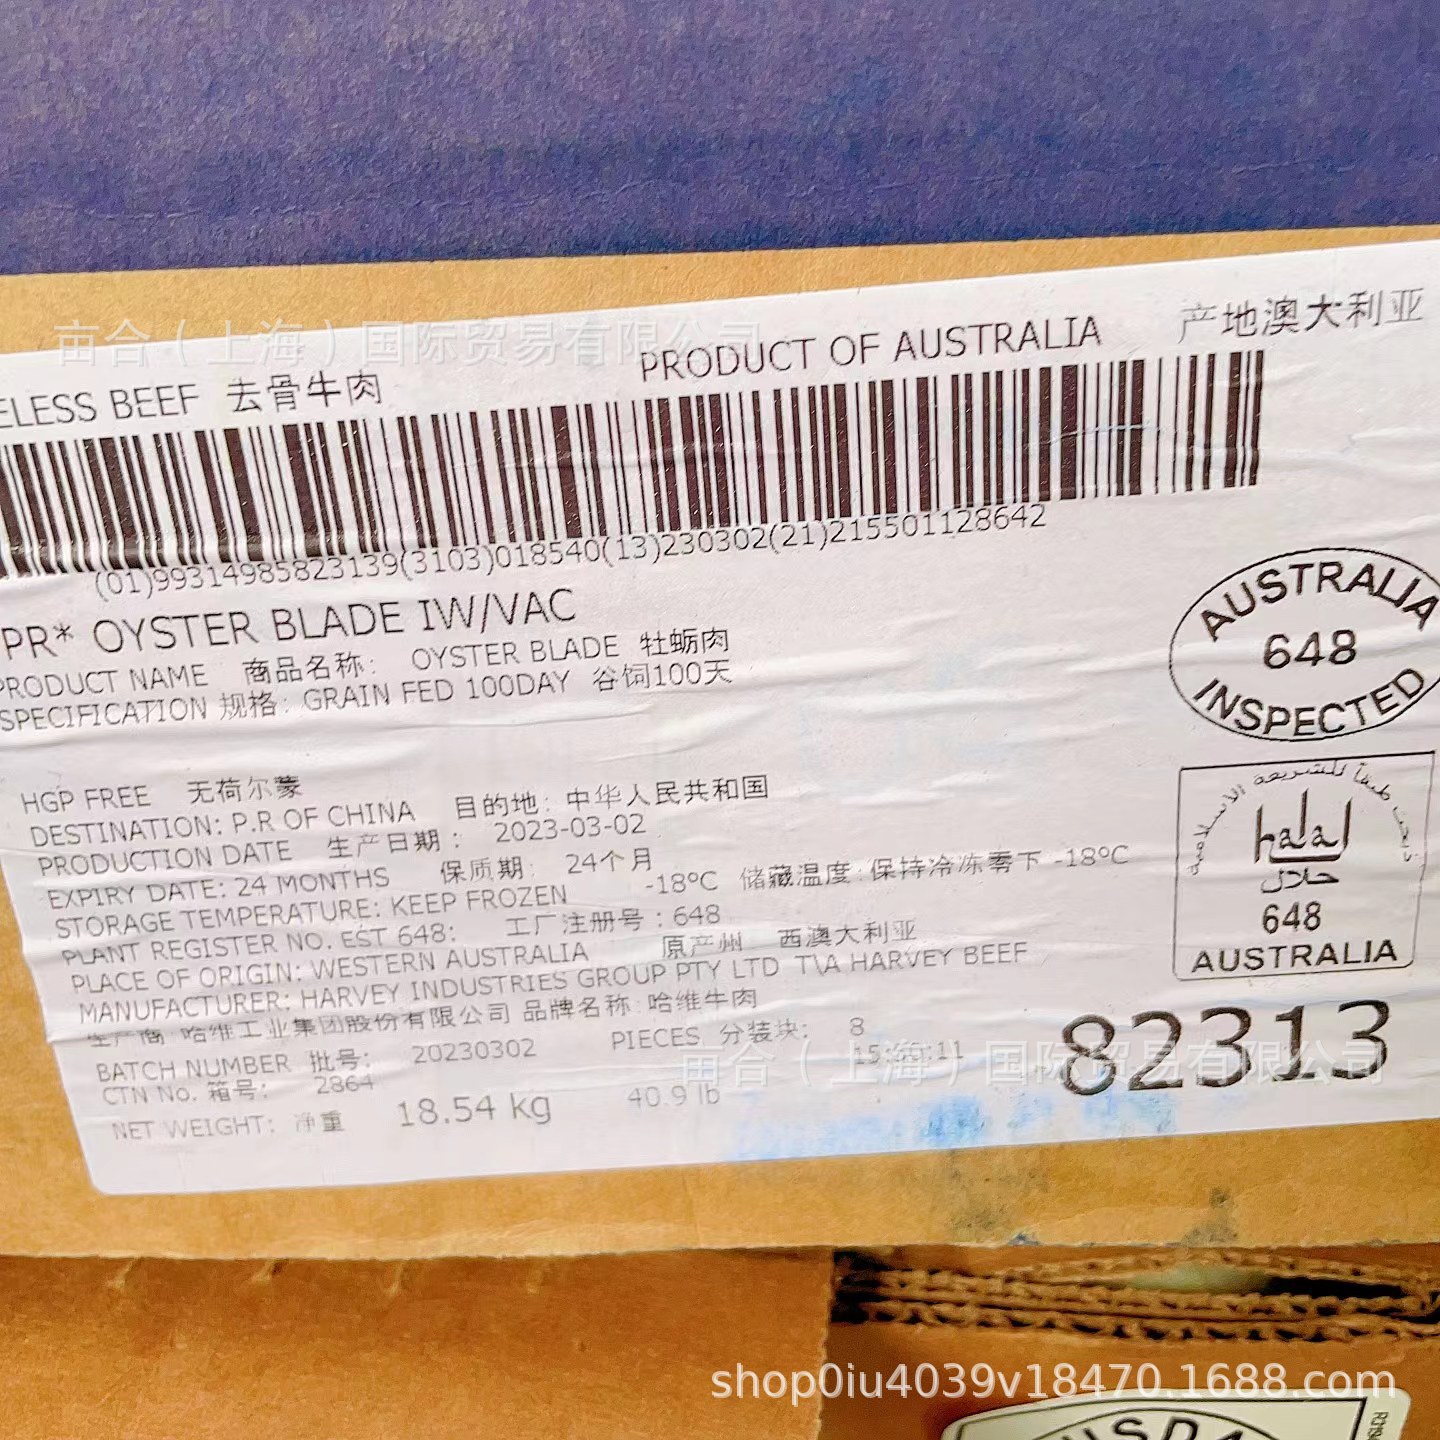 亩合（上海）国际贸易有限公司
ELESS BEEF 去骨牛肉 PRODUCT OF AUSTRALIA 产地澳大利亚
(01)99314985823139(3103)018540(13)230302(21)215501128642
PR* OYSTER BLADE IW/VAC
PRODUCT NAME 商品名称: OYSTER BLADE 牡蛎肉
SPECIFICATION 规格: GRAIN FED 100DAY 谷饲100天
HGP FREE 无荷尔蒙
DESTINATION: P.R OF CHINA 目的地: 中华人民共和国
PRODUCTION DATE 生产日期: 2023-03-02
EXPIRY DATE: 24 MONTHS 保质期: 24个月
STORAGE TEMPERATURE: KEEP FROZEN -18°C 储藏温度:保持冷冻零下 -18°C
PLANT REGISTER NO. EST 648: 工厂注册号:648
PLACE OF ORIGIN: WESTERN AUSTRALIA 原产州 西澳大利亚
MANUFACTURER: HARVEY INDUSTRIES GROUP PTY LTD T\A HARVEY BEEF
生产商 哈维工业集团股份有限公司 品牌名称 哈维牛肉
BATCH NUMBER 批号: 20230302 PIECES 分装块: 8
CTN No. 箱号: 2864
NET WEIGHT: 净重 18.54 kg 40.9 lb
AUSTRALIA
648
INSPECTED
halal
حلال
648
AUSTRALIA
82313
亩合（上海）国际贸易有限公司
shop0iu4039v18470.1688.com
USDA